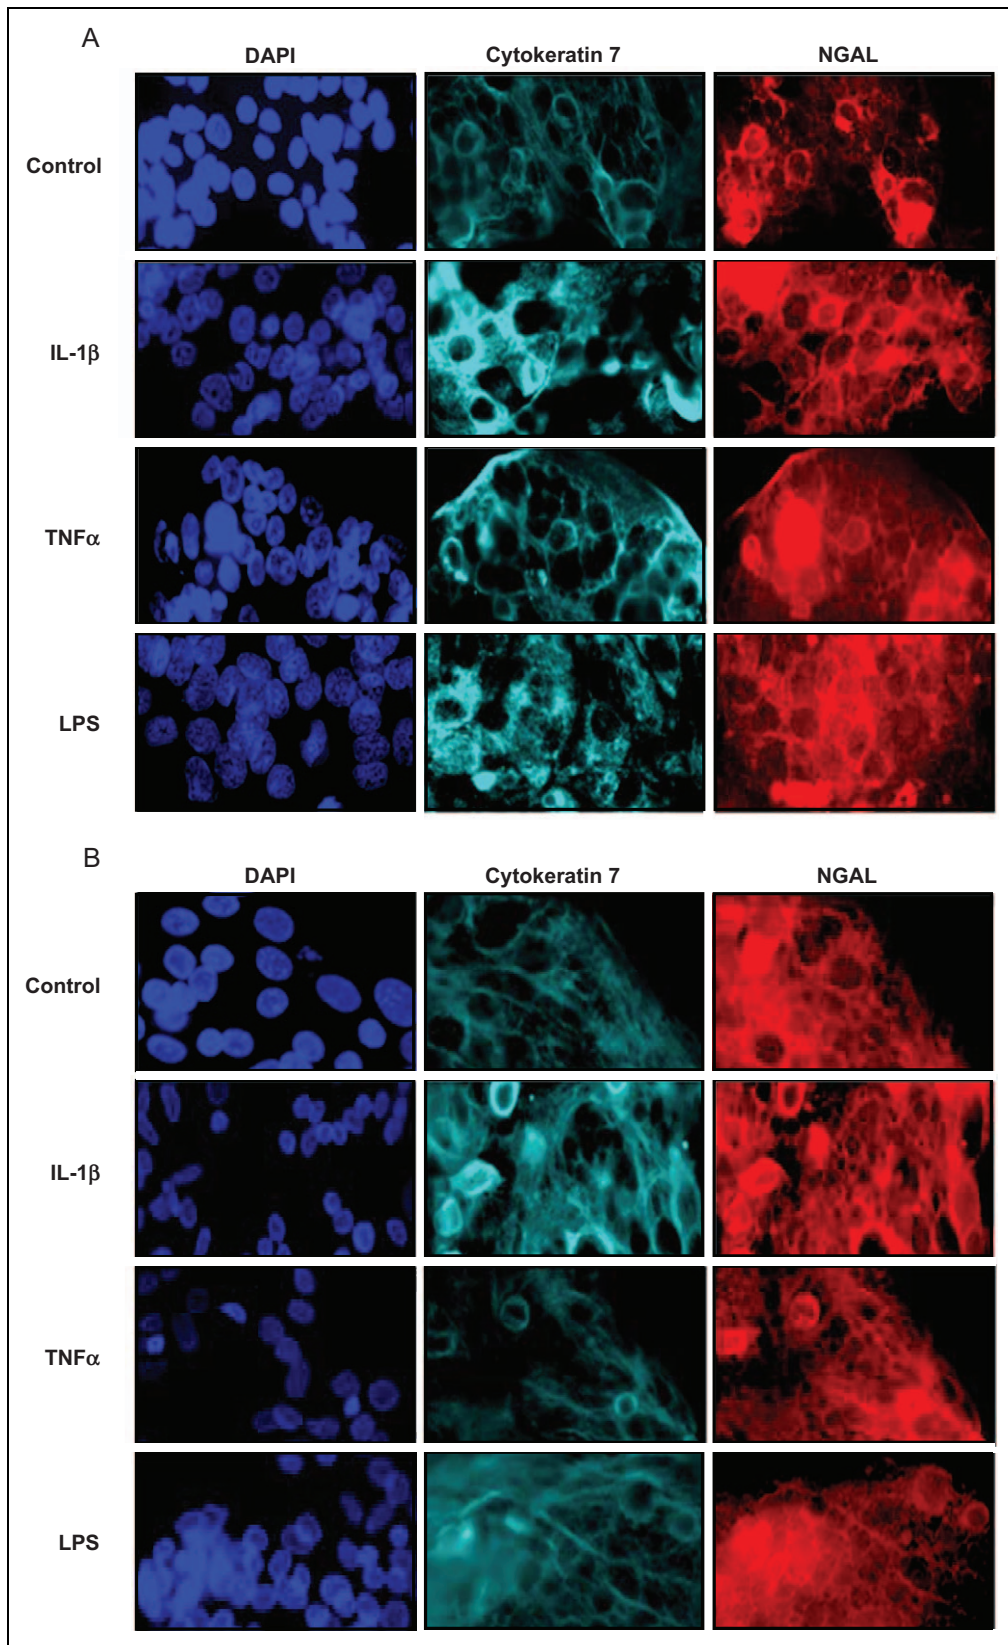 A
DAPI Cytokeratin 7 NGAL
Control
IL-1β
TNFα
LPS
B
DAPI Cytokeratin 7 NGAL
Control
IL-1β
TNFα
LPS